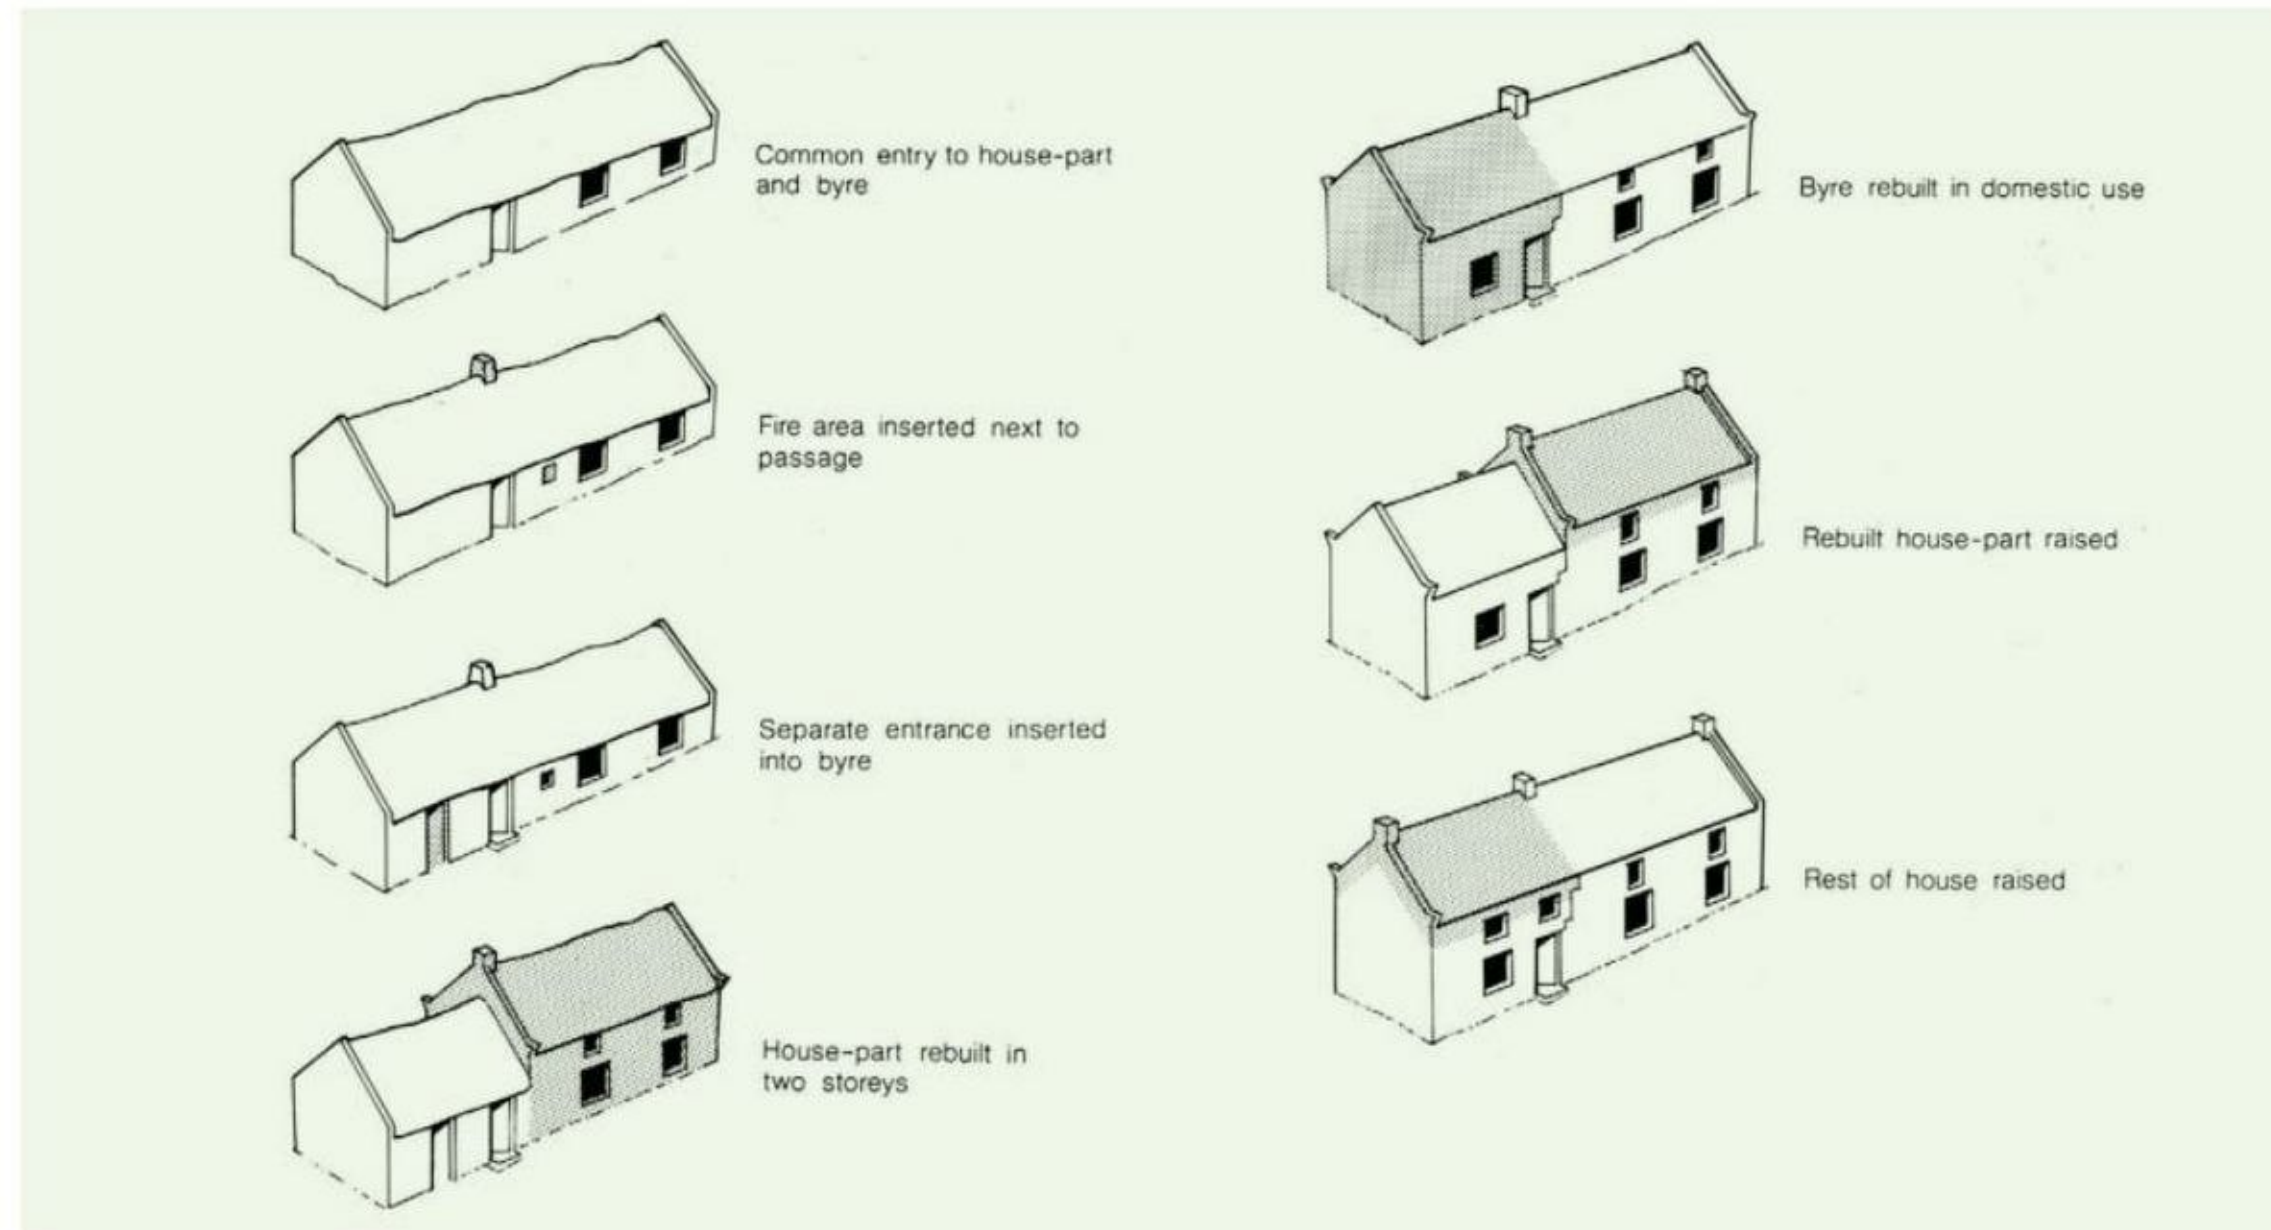 Common entry to house-part
and byre
Fire area inserted next to
passage
Separate entrance inserted
into byre
House-part rebuilt in
two storeys
Byre rebuilt in domestic use
Rebuilt house-part raised
Rest of house raised